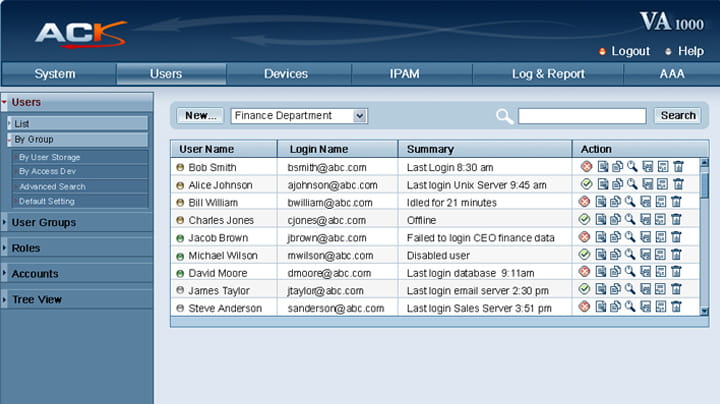 ACK
VA 1000
Logout Help
System Users Devices IPAM Log & Report AAA
Users
List
By Group
By User Storage
By Access Dev
Advanced Search
Default Setting
User Groups
Roles
Accounts
Tree View
New... Finance Department Search
User Name Login Name Summary Action
Bob Smith bsmith@abc.com Last Login 8:30 am
Alice Johnson ajohnson@abc.com Last login Unix Server 9:45 am
Bill William bwilliam@abc.com Idled for 21 minutes
Charles Jones cjones@abc.com Offline
Jacob Brown jbrown@abc.com Failed to login CEO finance data
Michael Wilson mwilson@abc.com Disabled user
David Moore dmoore@abc.com Last login database 9:11am
James Taylor jtaylor@abc.com Last login email server 2:30 pm
Steve Anderson sanderson@abc.com Last login Sales Server 3:51 pm